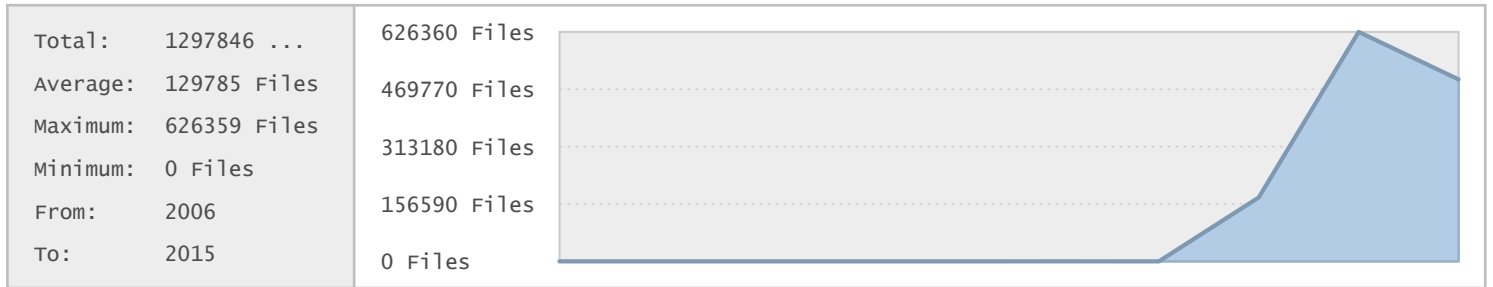 Total: 1297846 ...
Average: 129785 Files
Maximum: 626359 Files
Minimum: 0 Files
From: 2006
To: 2015
626360 Files
469770 Files
313180 Files
156590 Files
0 Files